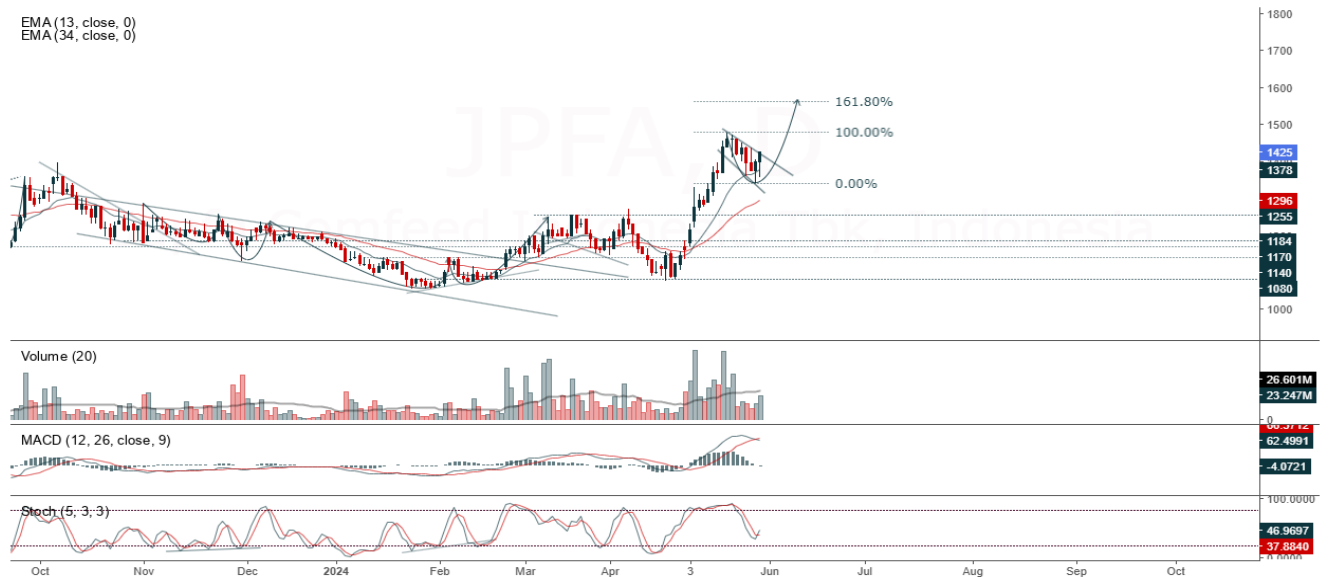 EMA (13, close, 0)
EMA (34, close, 0)
JPFA, D
1800
1700
1600
161.80%
1500
100.00%
1425
1378
0.00%
1296
1255
1184
1170
1140
1080
1000
Volume (20)
26.601M
23.247M
0
MACD (12, 26, close, 9)
62.4991
-4.0721
Stoch (5, 3, 3)
100.0000
46.9697
37.8840
0.0000
Oct Nov Dec 2024 Feb Mar Apr 3 Jun Jul Aug Sep Oct